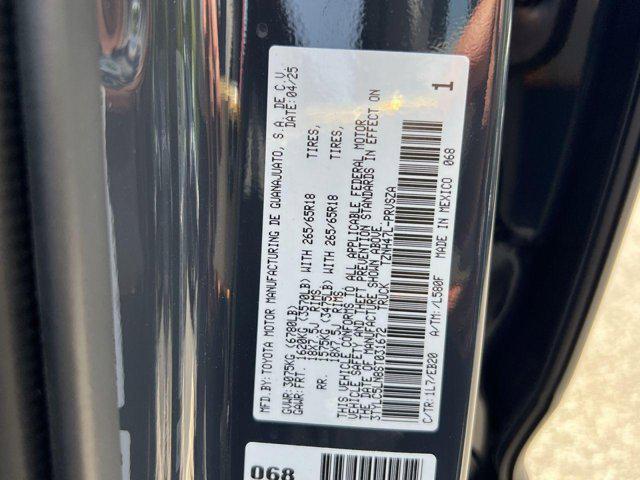 MFD.BY:TOYOTA MOTOR MANUFACTURING DE GUANAJUATO, S.A. DE C.V.
DATE: 04/25
GVWR: 3075KG (6780LB)
GAWR: FRT. 1620KG (3570LB) WITH 265/65R18 TIRES,
18X7.5J RIMS
RR. 1575KG (3475LB) WITH 265/65R18 TIRES,
18X7.5J RIMS
THIS VEHICLE CONFORMS TO ALL APPLICABLE FEDERAL MOTOR
VEHICLE SAFETY AND THEFT PREVENTION STANDARDS IN EFFECT ON
THE DATE OF MANUFACTURE SHOWN ABOVE.
TRUCK TZNH47L-PRVSZA
C/TR:1L7/EB20 A/TM:/L580F MADE IN MEXICO 068
1
068